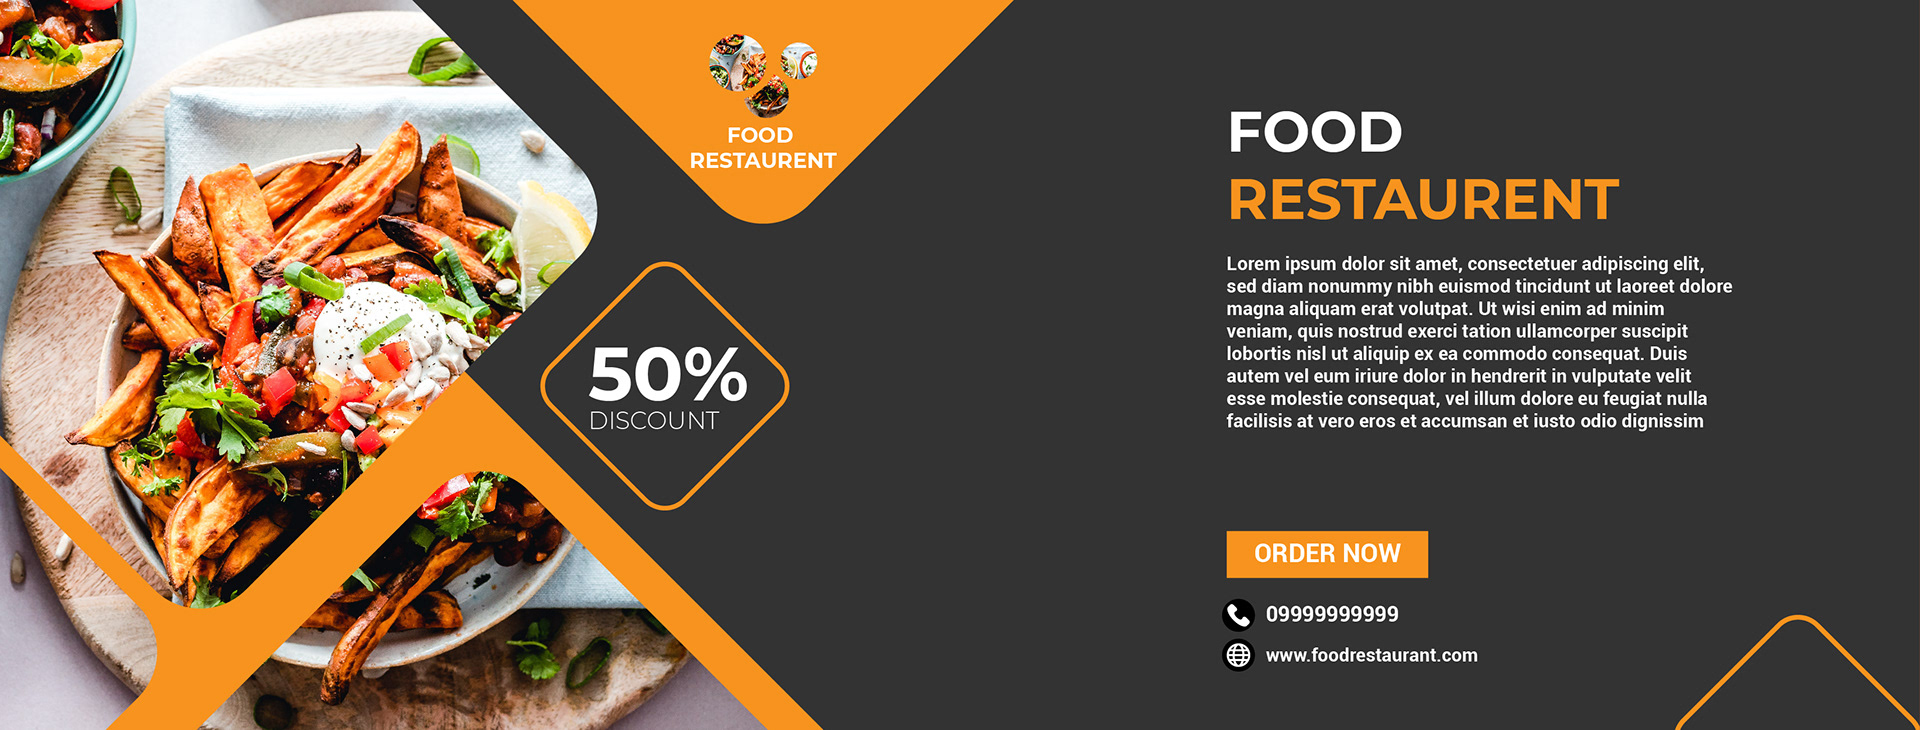 FOOD
RESTAURENT
50%
DISCOUNT
FOOD
RESTAURENT
Lorem ipsum dolor sit amet, consectetuer adipiscing elit,
sed diam nonummy nibh euismod tincidunt ut laoreet dolore
magna aliquam erat volutpat. Ut wisi enim ad minim
veniam, quis nostrud exerci tation ullamcorper suscipit
lobortis nisl ut aliquip ex ea commodo consequat. Duis
autem vel eum iriure dolor in hendrerit in vulputate velit
esse molestie consequat, vel illum dolore eu feugiat nulla
facilisis at vero eros et accumsan et iusto odio dignissim
ORDER NOW
09999999999
www.foodrestaurant.com